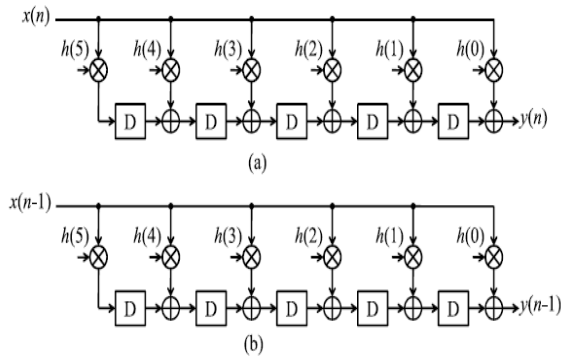 x(n)
h(5) h(4) h(3) h(2) h(1) h(0)
D D D D D y(n)
(a)
x(n-1)
h(5) h(4) h(3) h(2) h(1) h(0)
D D D D D y(n-1)
(b)